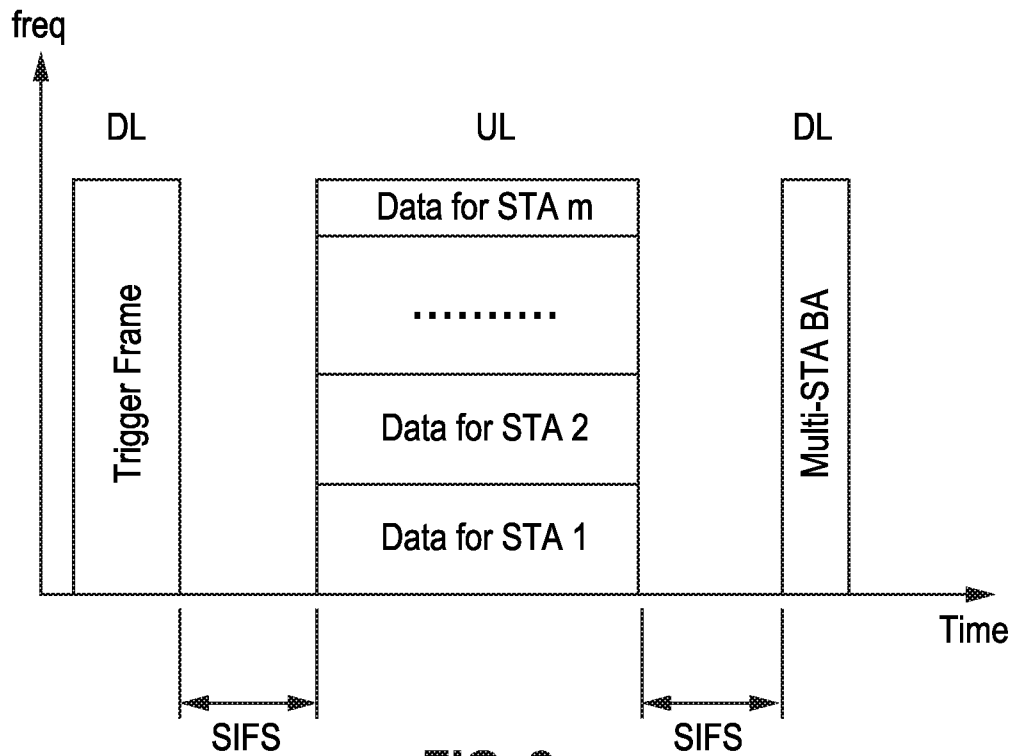 freq
DL
UL
DL
Trigger Frame
Data for STA m
..........
Data for STA 2
Data for STA 1
Multi-STA BA
Time
SIFS
SIFS